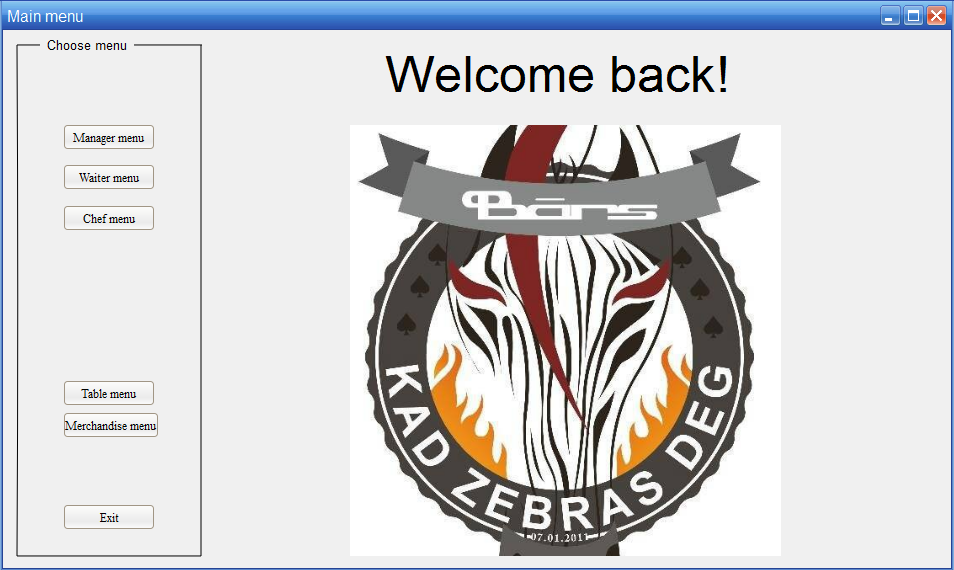 Main menu
Choose menu
Welcome back!
Manager menu
Waiter menu
Chef menu
Table menu
Merchandise menu
Exit
Bārs
KAD ZEBRAS DEG
07.01.2011